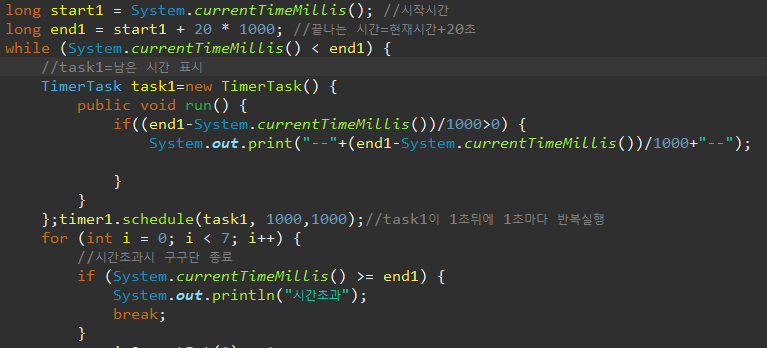 long start1 = System.currentTimeMillis(); //시작시간
long end1 = start1 + 20 * 1000; //끝나는 시간=현재시간+20초
while (System.currentTimeMillis() < end1) {
//task1=남은 시간 표시
TimerTask task1=new TimerTask() {
public void run() {
if((end1-System.currentTimeMillis())/1000>0) {
System.out.print("--"+(end1-System.currentTimeMillis())/1000+"--");
}
}
};timer1.schedule(task1, 1000,1000);//task1이 1초뒤에 1초마다 반복실행
for (int i = 0; i < 7; i++) {
//시간초과시 구구단 종료
if (System.currentTimeMillis() >= end1) {
System.out.println("시간초과");
break;
}